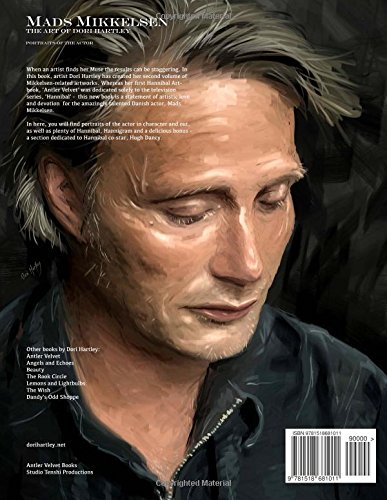 MADS MIKKELSEN
THE ART OF DORI HARTLEY
PORTRAITS OF THE ACTOR
When an artist finds her Muse the results can be staggering. In
this book, artist Dori Hartley has created her second volume of
Mikkelsen-related artworks. Whereas her first Hannibal Art-
book, 'Antler Velvet' was dedicated solely to the television
series, 'Hannibal' - this new book is a statement of artistic love
and devotion for the amazingly talented Danish actor, Mads
Mikkelsen.
In here, you will find portraits of the actor in character and out,
as well as plenty of Hannibal, Hannigram and a delicious bonus
a section dedicated to Hannibal co-star, Hugh Dancy.
Dori Hartley
Other books by Dori Hartley:
Antler Velvet
Angels and Echoes
Beauty
The Rook Circle
Lemons and Lightbulbs
The Wish
Dandy's Odd Shoppe
dorihartley.net
Antler Velvet Books
Studio Tenshi Productions
ISBN 9781518681011
90000 >
9 781518 681011
Copyrighted Material
Copyrighted Material